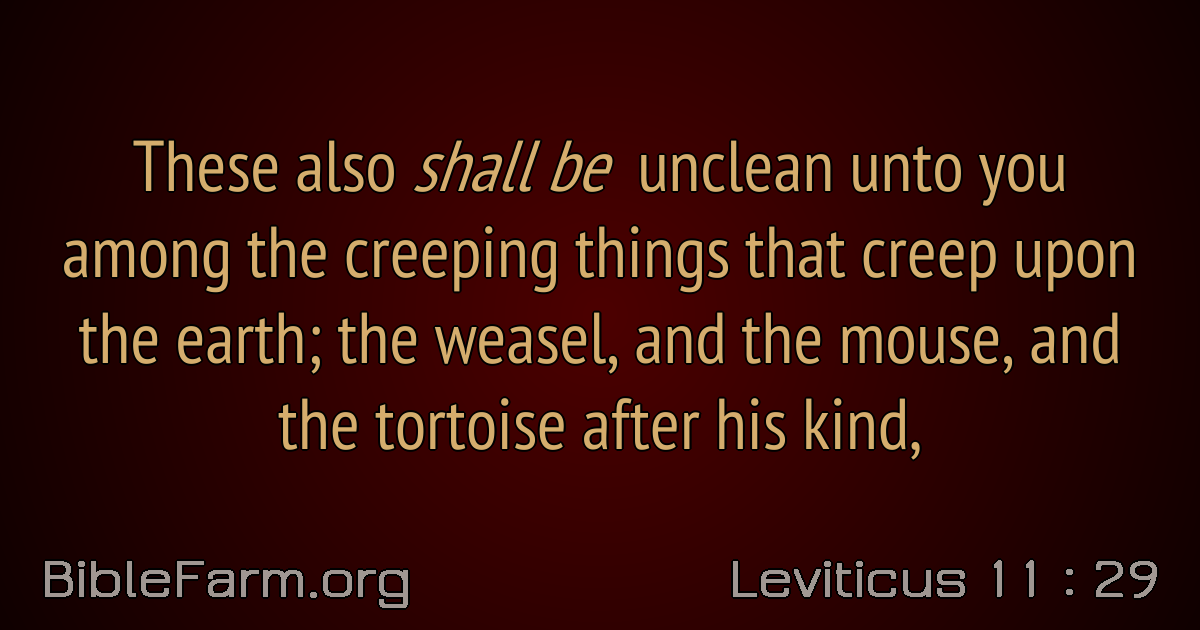 These also shall be unclean unto you
among the creeping things that creep upon
the earth; the weasel, and the mouse, and
the tortoise after his kind,
BibleFarm.org
Leviticus 11 : 29